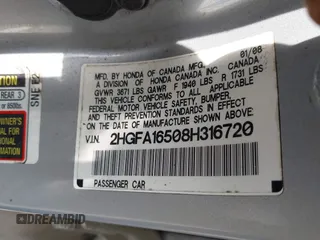 MFD BY HONDA OF CANADA MFG. 01/08
A DIVISION OF HONDA CANADA INC., CANADA
GVWR 3671 LBS GAWR F 1940 LBS R 1731 LBS
THIS VEHICLE CONFORMS TO ALL APPLICABLE
FEDERAL MOTOR VEHICLE SAFETY, BUMPER,
AND THEFT PREVENTION STANDARDS IN EFFECT ON
THE DATE OF MANUFACTURE SHOWN ABOVE.
V.I.N. 2HGFA16508H316720
PASSENGER CAR
REAR 3
DREAMBID